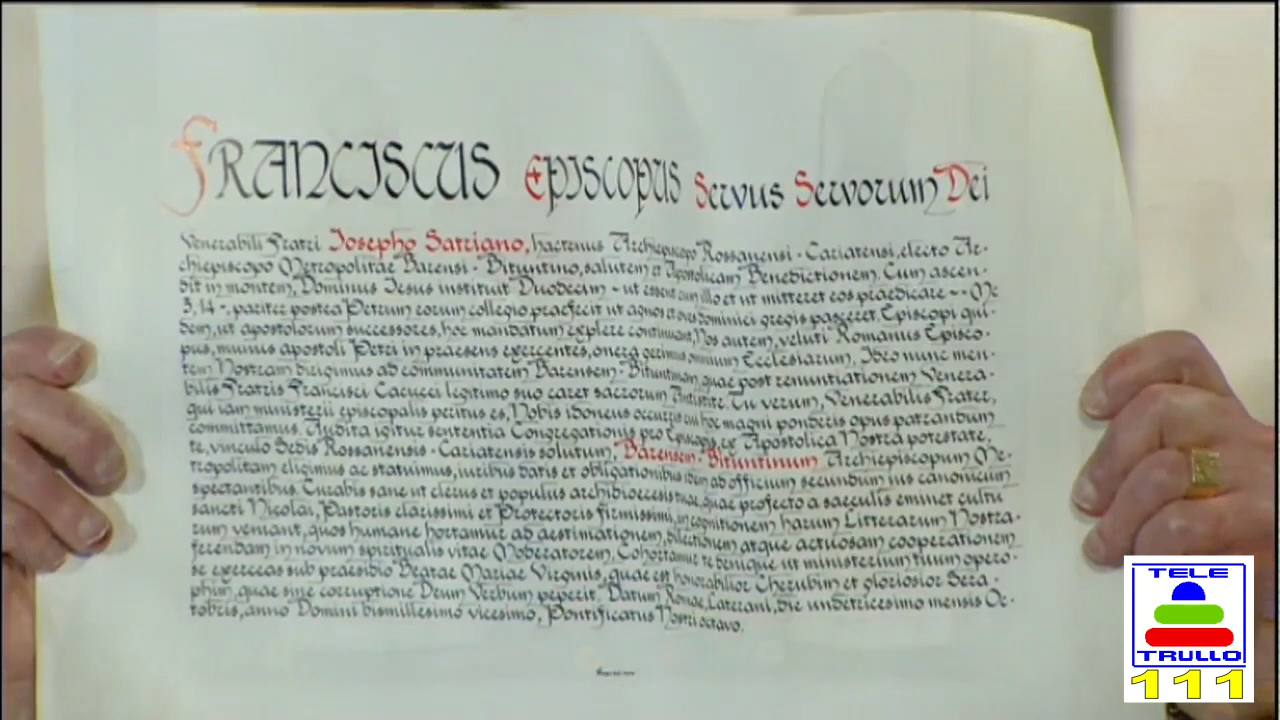 FRANCISCUS EPISCOPUS Servus Servorum Dei
Venerabili Fratri Josepho Satriano, hactenus Archiepiscopo Rossanensi - Cariatensi, electo Ar-
chiepiscopo Metropolitae Barensi - Bituntino, salutem et Apostolicam Benedictionem. Cum ascen-
dit in montem, Dominus Iesus instituit Duodecim ~ ut essent cum illo et ut mitteret eos praedicare ~ - Mc
3, 14 -, pariter postea Petrum eorum collegio praefecit ut agnos et oves dominici gregis pasceret. Episcopi qui-
dem, ut apostolorum successores, hoc mandatum explere continuant. Nos autem, veluti Romanus Episco-
pus, munus apostoli Petri in praesens exercentes, onera gerimus omnium Ecclesiarum. Ideo nunc men-
tem Nostram dirigimus ad communitatem Barensem - Bituntinam, quae post renuntiationem Venera-
bilis Fratris Francisci Cacucci legitimo suo caret sacrorum Antistite. Tu verum, Venerabilis Frater,
qui iam ministerii episcopalis peritus es, Nobis idoneus occurris cui hoc magni ponderis opus patrandum
committamus. Audita igitur sententia Congregationis pro Episcopis, ex Apostolica Nostra potestate,
te, vinculo Sedis Rossanensis - Cariatensis solutum, Barensem - Bituntinum Archiepiscopum Me-
tropolitam eligimus ac statuimus, iuribus datis et obligationibus idem ad officium secundum ius canonicum
spectantibus. Curabis sane ut clerus et populus archidioecesis tuae, quae profecto a saeculis eminet cultu
sancti Nicolai, Pastoris clarissimi et Protectoris firmissimi, in cognitionem harum Litterarum Nostra-
rum veniant, quos humane hortamur ad aestimationem, dilectionem atque actuosam cooperationem
ferendam in novum spiritualis vitae Moderatorem. Cohortamur te denique ut ministerium tuum opero-
se exerceas sub praesidio Beatae Mariae Virginis, quae est honorabilior Cherubim et gloriosior Sera-
phim, quae sine corruptione Deum Verbum peperit. Datum Romae, Laterani, die undetricesimo mensis Oc-
tobris, anno Domini bismillesimo vicesimo, Pontificatus Nostri octavo.
TELE
TRULLO
111